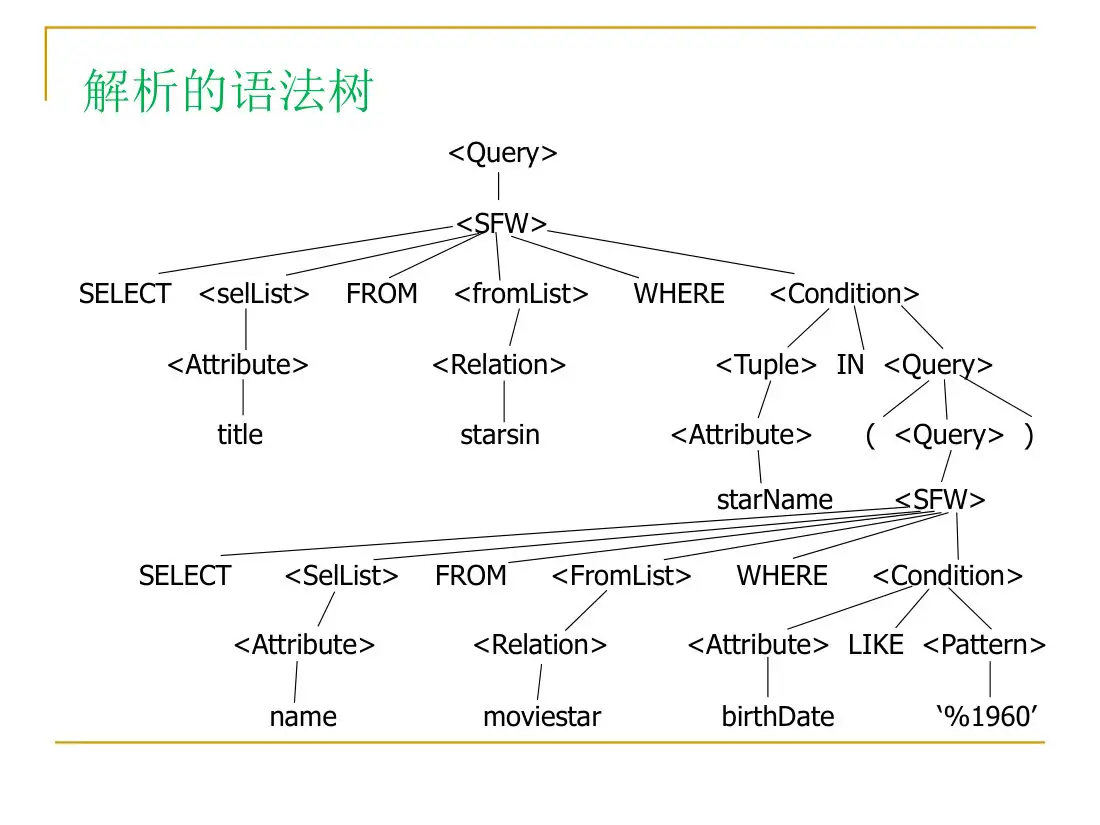 解析的语法树
<Query>
<SFW>
SELECT <selList> FROM <fromList> WHERE <Condition>
<Attribute> <Relation> <Tuple> IN <Query>
title starsin <Attribute> ( <Query> )
starName <SFW>
SELECT <SelList> FROM <FromList> WHERE <Condition>
<Attribute> <Relation> <Attribute> LIKE <Pattern>
name moviestar birthDate ‘%1960’